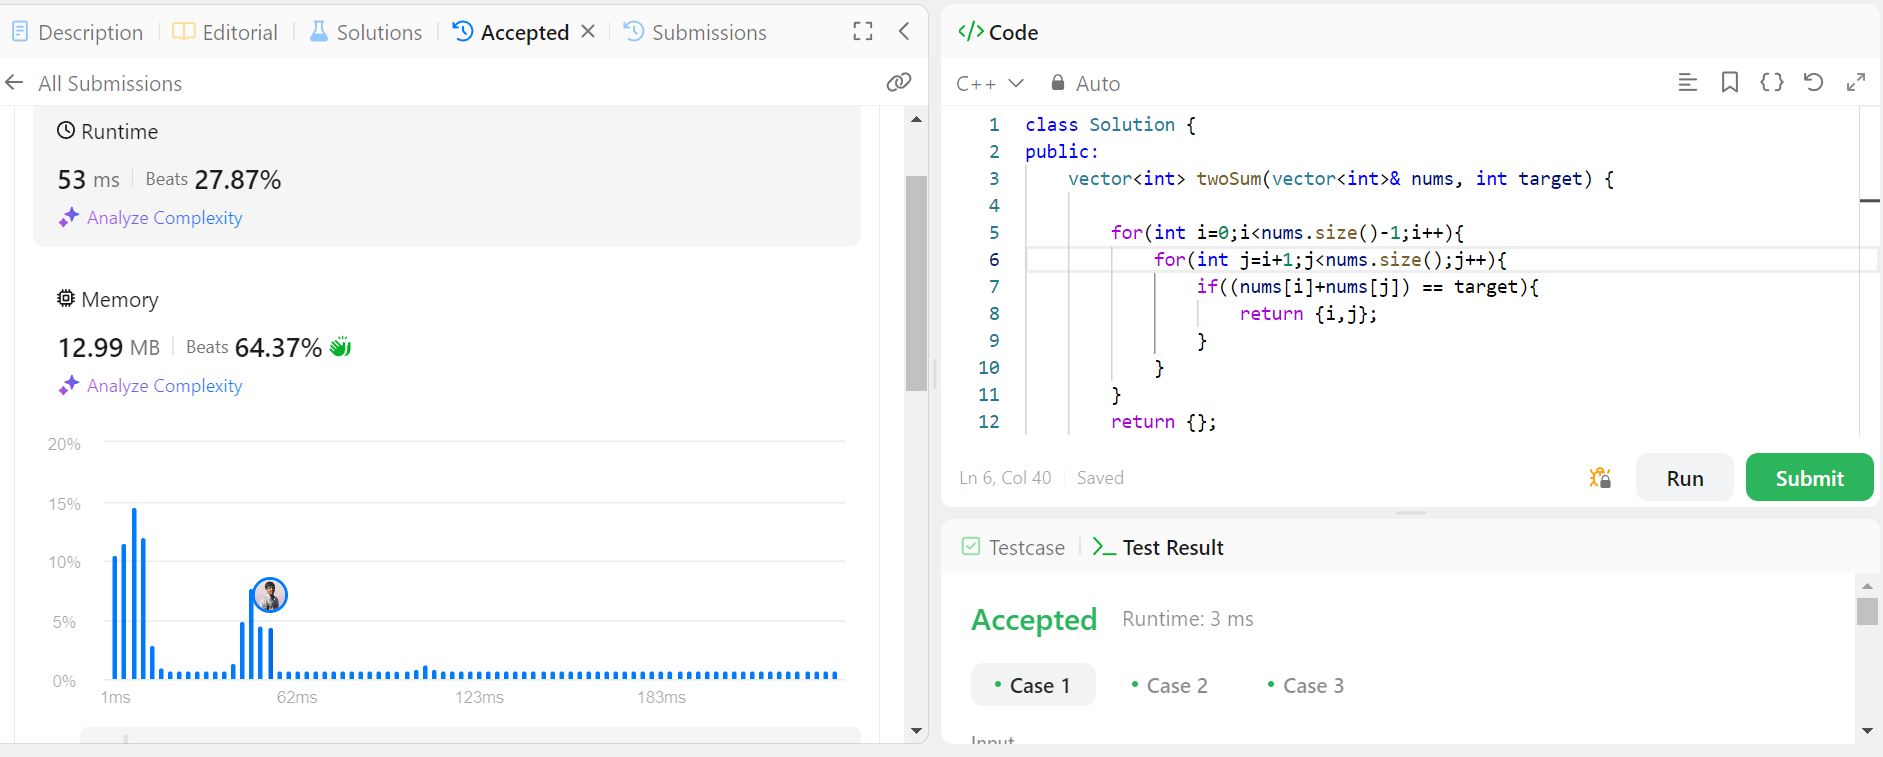 Description Editorial Solutions Accepted Submissions
All Submissions
Runtime
53 ms Beats 27.87%
Analyze Complexity
Memory
12.99 MB Beats 64.37%
Analyze Complexity
20%
15%
10%
5%
0%
1ms 62ms 123ms 183ms
</> Code
C++ Auto
1 class Solution {
2 public:
3 vector<int> twoSum(vector<int>& nums, int target) {
4
5 for(int i=0;i<nums.size()-1;i++){
6 for(int j=i+1;j<nums.size();j++){
7 if((nums[i]+nums[j]) == target){
8 return {i,j};
9 }
10 }
11 }
12 return {};
Ln 6, Col 40 Saved
Run Submit
Testcase Test Result
Accepted Runtime: 3 ms
Case 1 Case 2 Case 3
Input